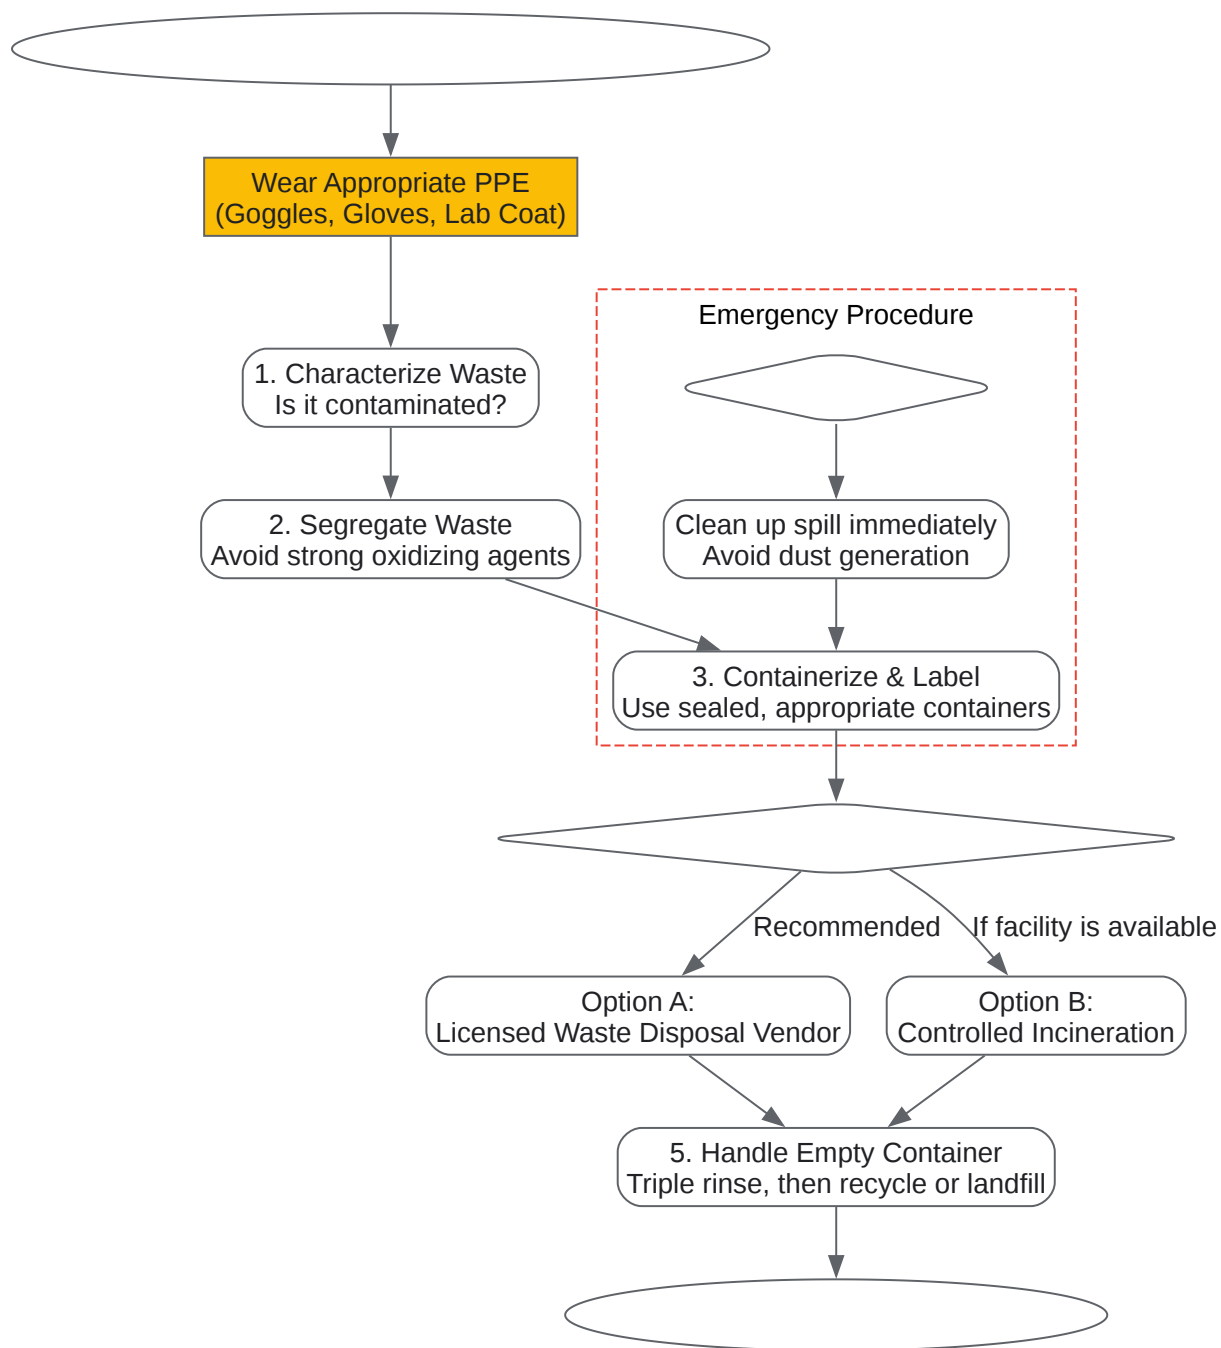 Wear Appropriate PPE
(Goggles, Gloves, Lab Coat)
Emergency Procedure
1. Characterize Waste
Is it contaminated?
2. Segregate Waste
Avoid strong oxidizing agents
Clean up spill immediately
Avoid dust generation
3. Containerize & Label
Use sealed, appropriate containers
Recommended
If facility is available
Option A:
Licensed Waste Disposal Vendor
Option B:
Controlled Incineration
5. Handle Empty Container
Triple rinse, then recycle or landfill